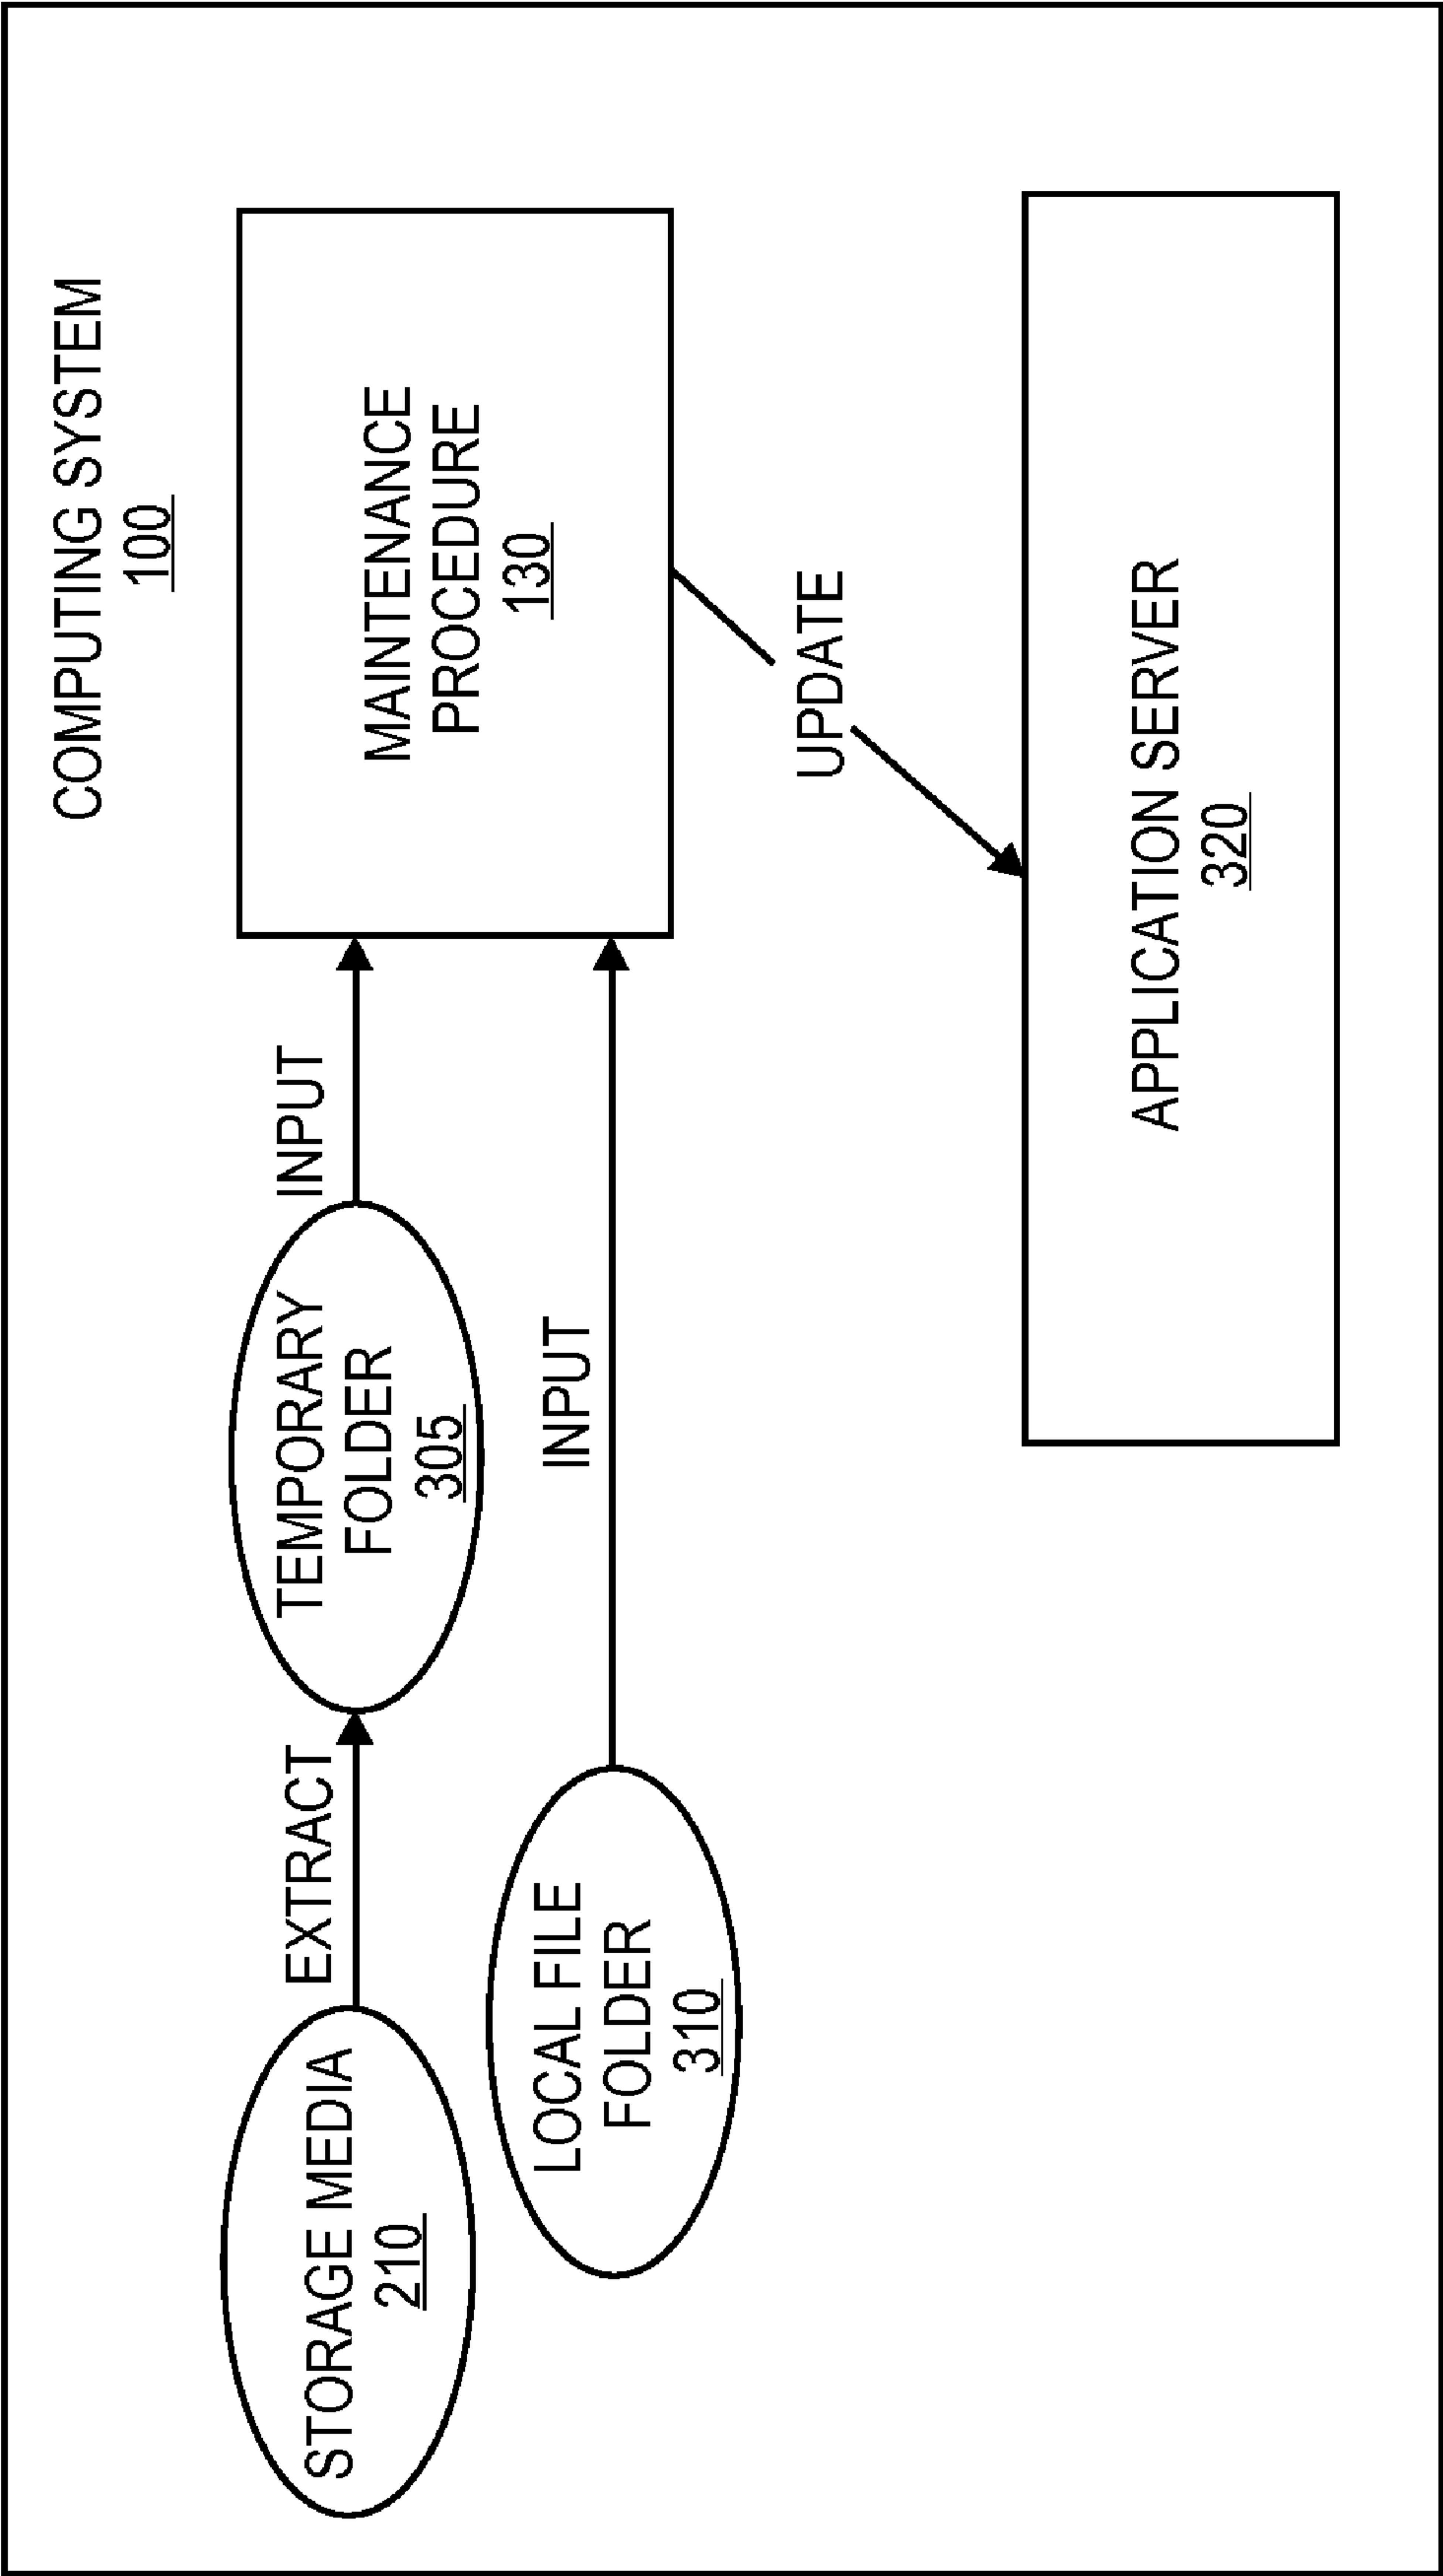 COMPUTING SYSTEM
100
STORAGE MEDIA
210
EXTRACT
TEMPORARY
FOLDER
305
INPUT
MAINTENANCE
PROCEDURE
130
LOCAL FILE
FOLDER
310
INPUT
UPDATE
APPLICATION SERVER
320